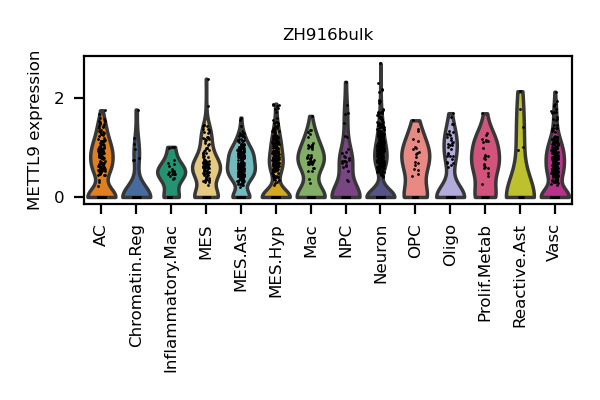 ZH916bulk
METTL9 expression
2
0
AC
Chromatin.Reg
Inflammatory.Mac
MES
MES.Ast
MES.Hyp
Mac
NPC
Neuron
OPC
Oligo
Prolif.Metab
Reactive.Ast
Vasc